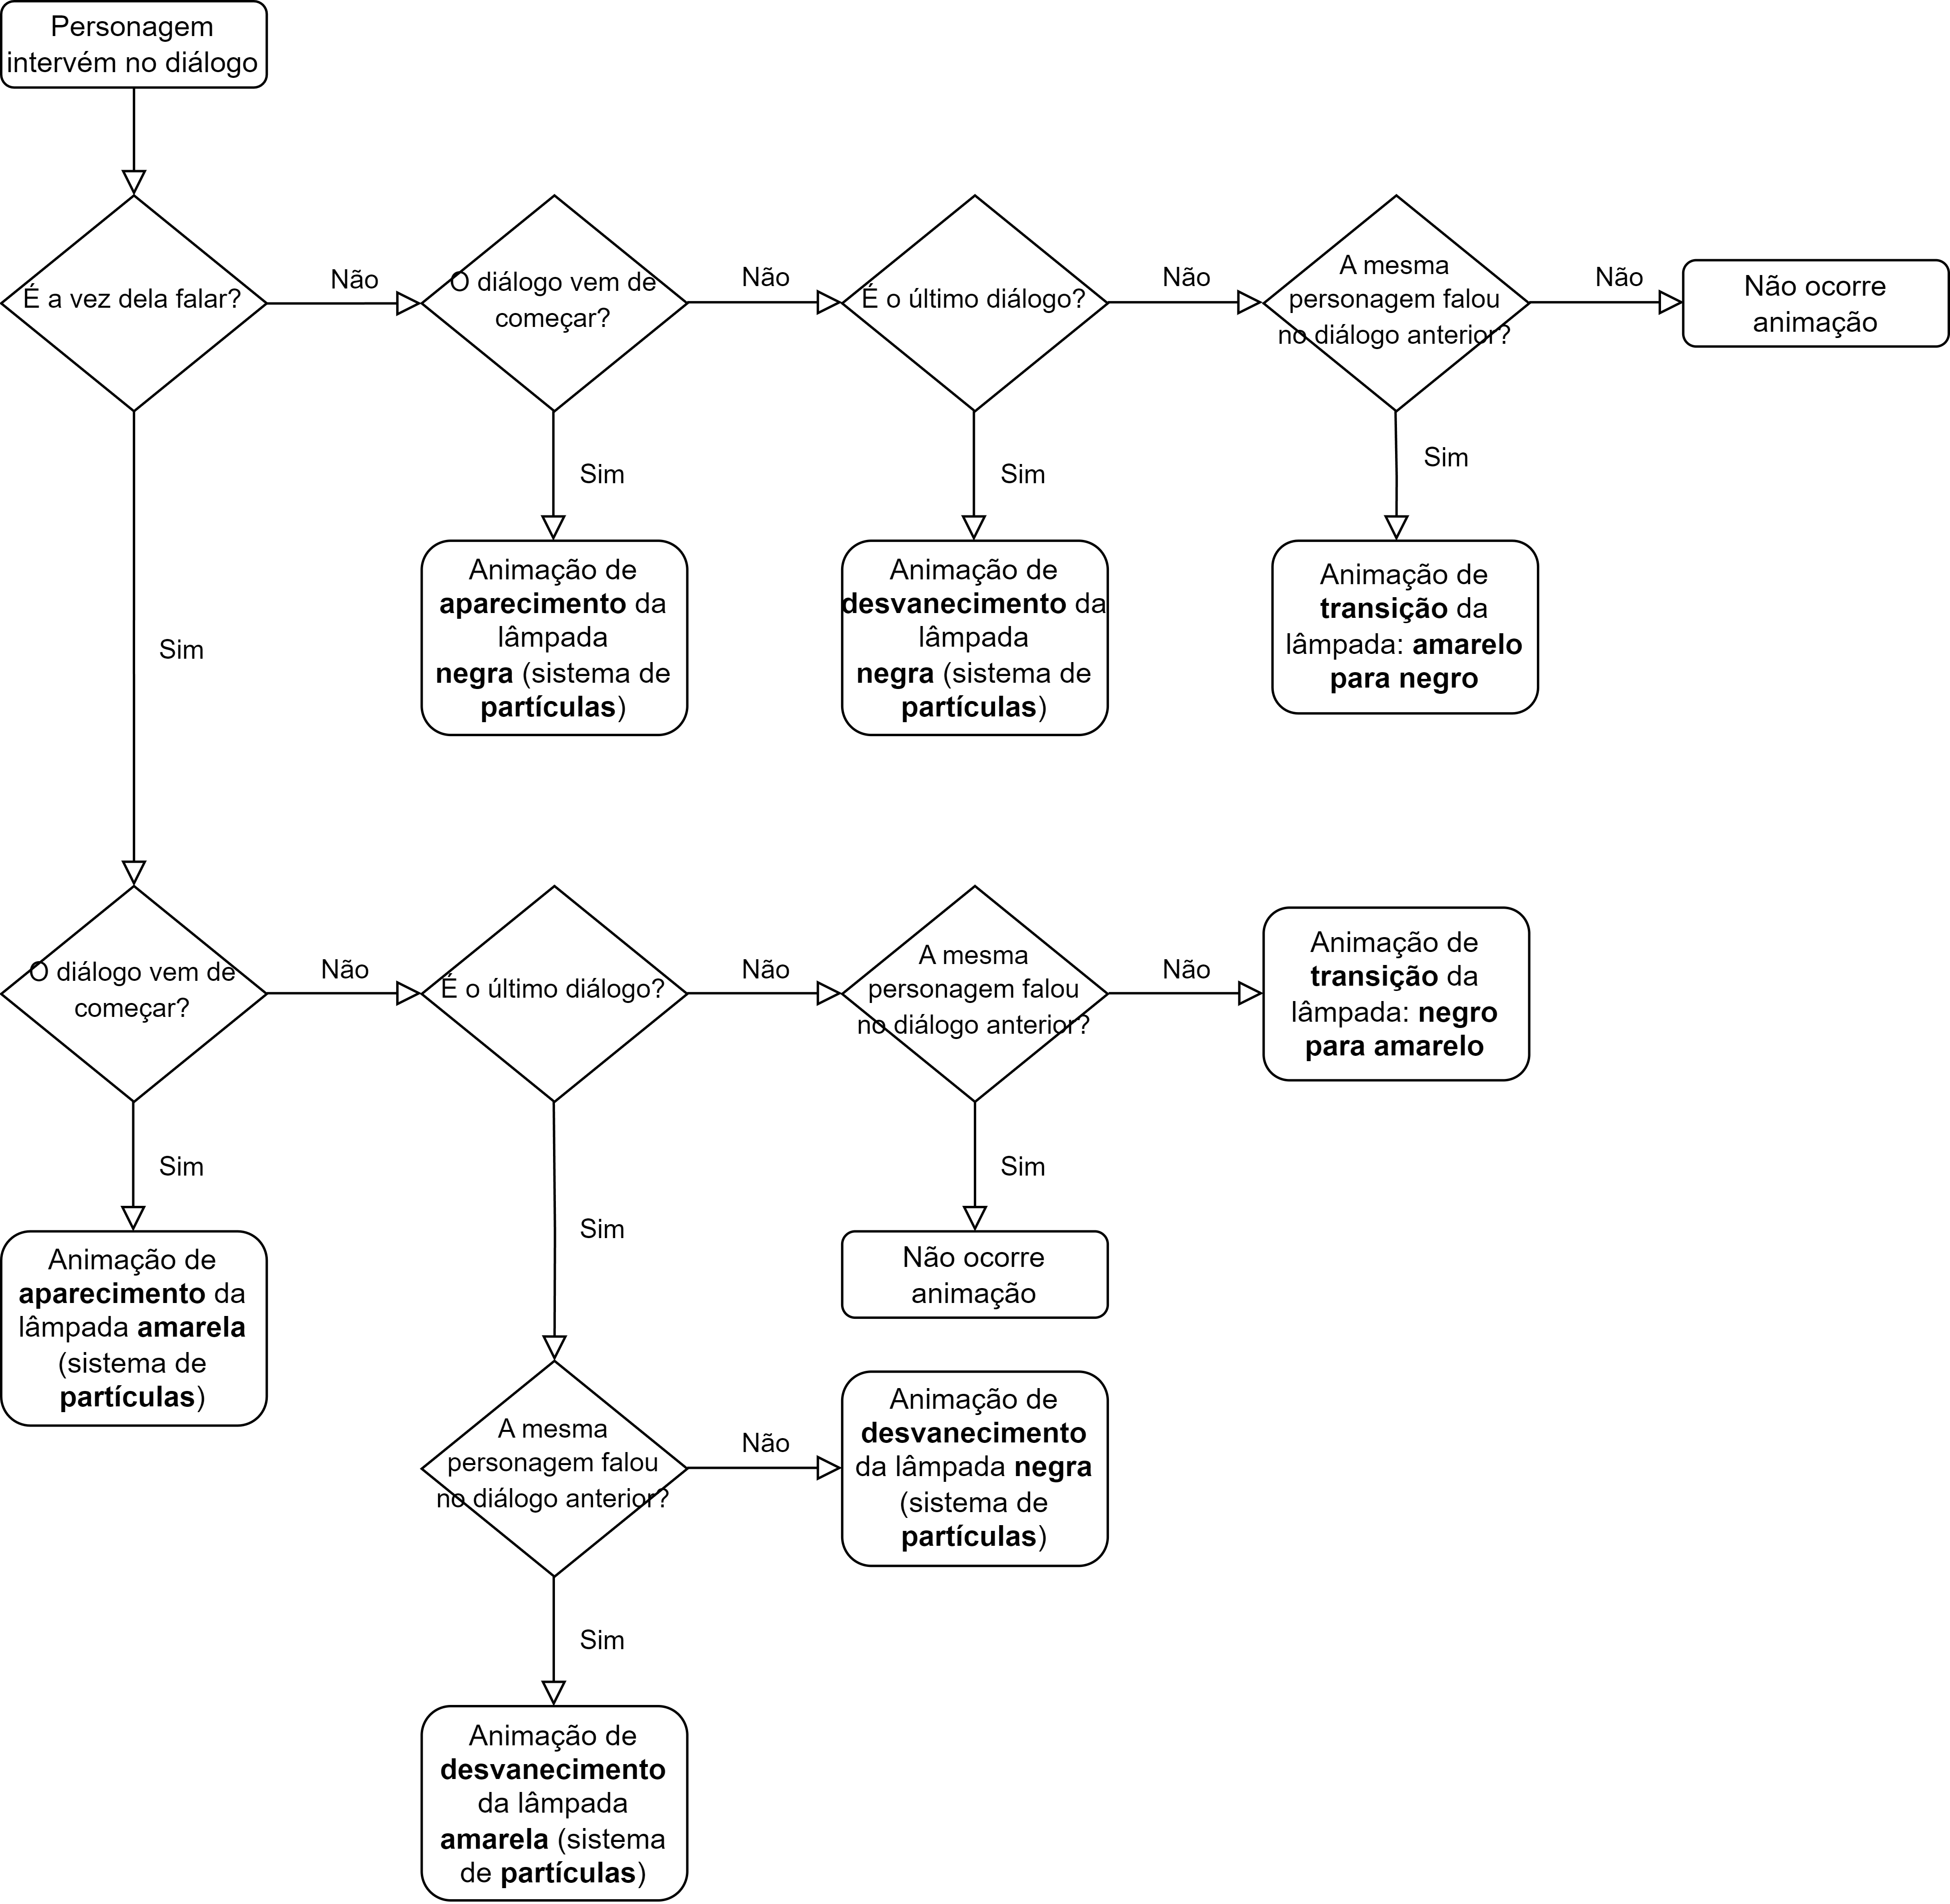 Personagem
intervém no diálogo
É a vez dela falar?
Não
O diálogo vem de
começar?
Não
É o último diálogo?
Não
A mesma
personagem falou
no diálogo anterior?
Não
Não ocorre
animação
Sim
Sim
Sim
Animação de
aparecimento da
lâmpada
negra (sistema de
partículas)
Animação de
desvanecimento da
lâmpada
negra (sistema de
partículas)
Animação de
transição da
lâmpada: amarelo
para negro
Sim
O diálogo vem de
começar?
Não
É o último diálogo?
Não
A mesma
personagem falou
no diálogo anterior?
Não
Animação de
transição da
lâmpada: negro
para amarelo
Sim
Sim
Sim
Animação de
aparecimento da
lâmpada amarela
(sistema de
partículas)
Não ocorre
animação
A mesma
personagem falou
no diálogo anterior?
Não
Animação de
desvanecimento
da lâmpada negra
(sistema de
partículas)
Sim
Animação de
desvanecimento
da lâmpada
amarela (sistema
de partículas)